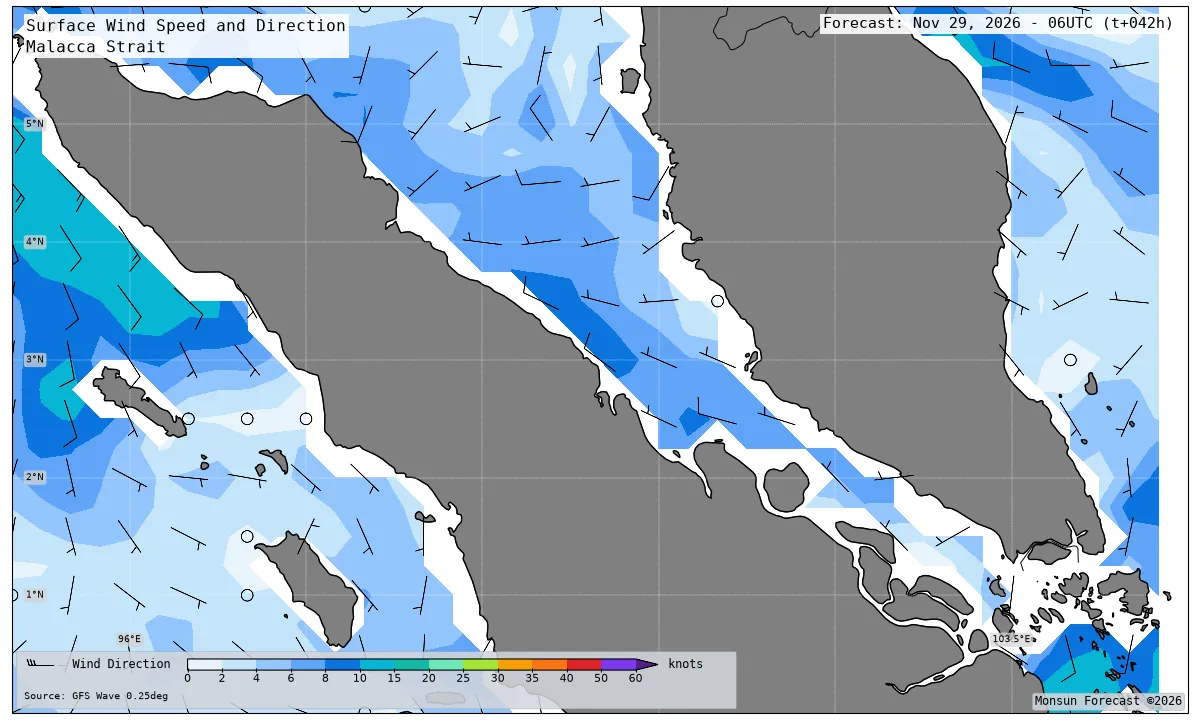 Surface Wind Speed and Direction
Malacca Strait
Forecast: Nov 29, 2026 - 06UTC (t+042h)
5°N
4°N
3°N
2°N
1°N
96°E
103.5°E
Wind Direction
knots
0 2 4 6 8 10 12 15 20 25 30 35 40 50 60
Source: GFS Wave 0.25deg
Monsun Forecast ©2026